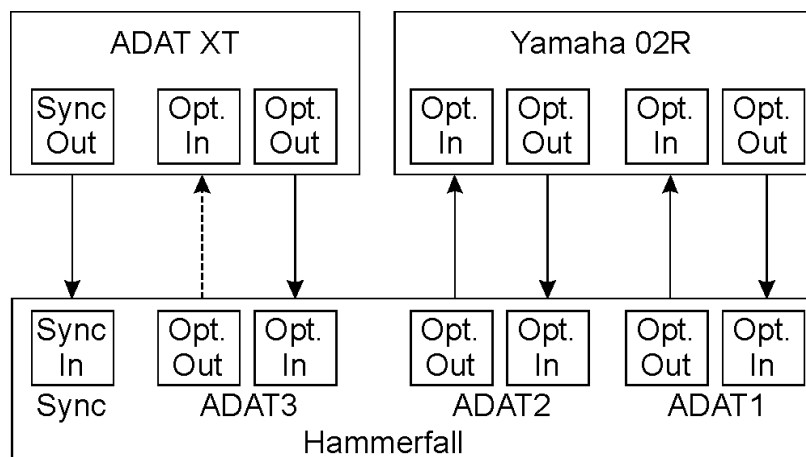 ADAT XT
Yamaha 02R
Sync Out
Opt. In
Opt. Out
Opt. In
Opt. Out
Opt. In
Opt. Out
Sync In
Opt. Out
Opt. In
Opt. Out
Opt. In
Opt. Out
Opt. In
Sync
ADAT3
ADAT2
ADAT1
Hammerfall